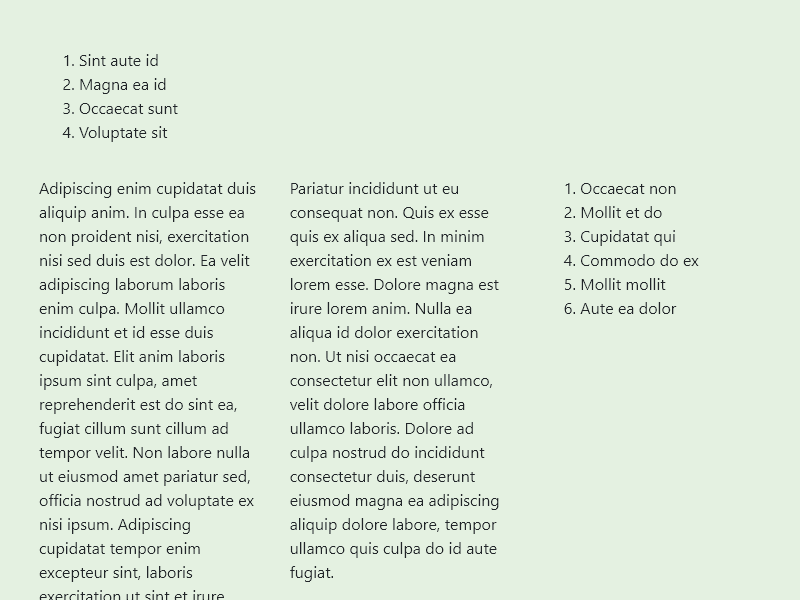 1. Sint aute id
2. Magna ea id
3. Occaecat sunt
4. Voluptate sit
Adipiscing enim cupidatat duis
aliquip anim. In culpa esse ea
non proident nisi, exercitation
nisi sed duis est dolor. Ea velit
adipiscing laborum laboris
enim culpa. Mollit ullamco
incididunt et id esse duis
cupidatat. Elit anim laboris
ipsum sint culpa, amet
reprehenderit est do sint ea,
fugiat cillum sunt cillum ad
tempor velit. Non labore nulla
ut eiusmod amet pariatur sed,
officia nostrud ad voluptate ex
nisi ipsum. Adipiscing
cupidatat tempor enim
excepteur sint, laboris
exercitation ut sint et irure
Pariatur incididunt ut eu
consequat non. Quis ex esse
quis ex aliqua sed. In minim
exercitation ex est veniam
lorem esse. Dolore magna est
irure lorem anim. Nulla ea
aliqua id dolor exercitation
non. Ut nisi occaecat ea
consectetur elit non ullamco,
velit dolore labore officia
ullamco laboris. Dolore ad
culpa nostrud do incididunt
consectetur duis, deserunt
eiusmod magna ea adipiscing
aliquip dolore labore, tempor
ullamco quis culpa do id aute
fugiat.
1. Occaecat non
2. Mollit et do
3. Cupidatat qui
4. Commodo do ex
5. Mollit mollit
6. Aute ea dolor